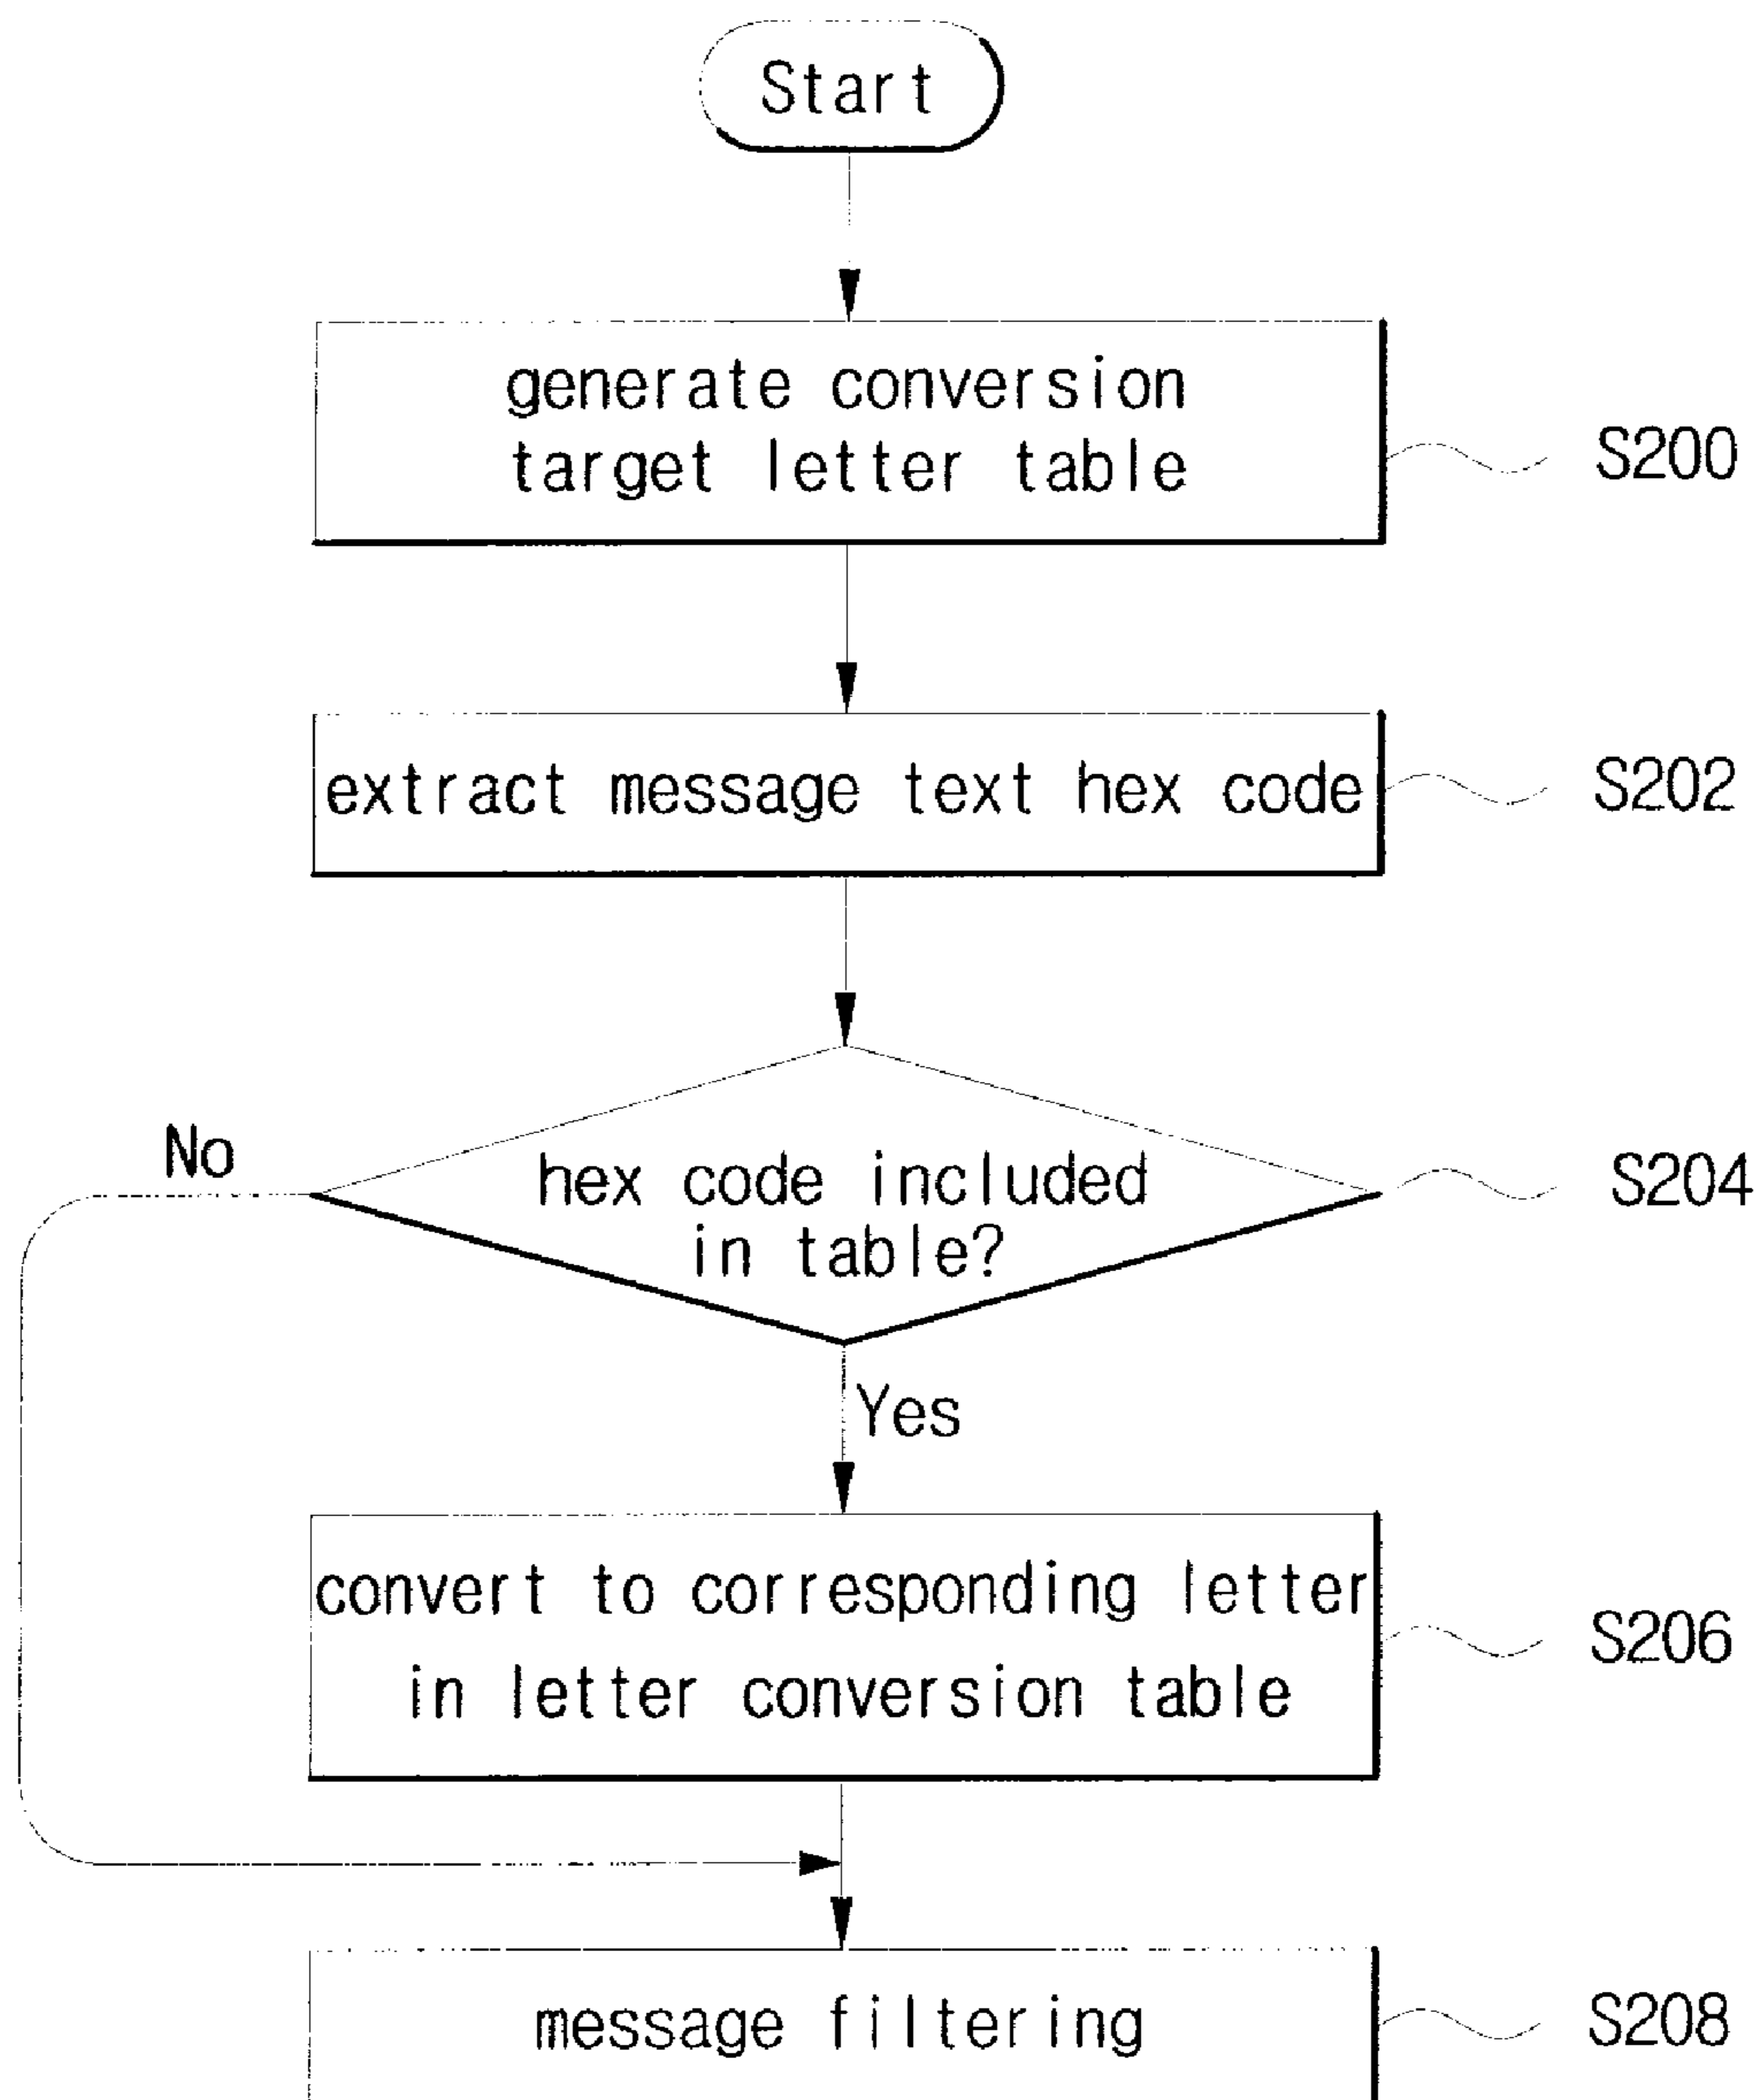 Start
generate conversion
target letter table
S200
extract message text hex code
S202
No
hex code included
in table?
S204
Yes
convert to corresponding letter
in letter conversion table
S206
message filtering
S208